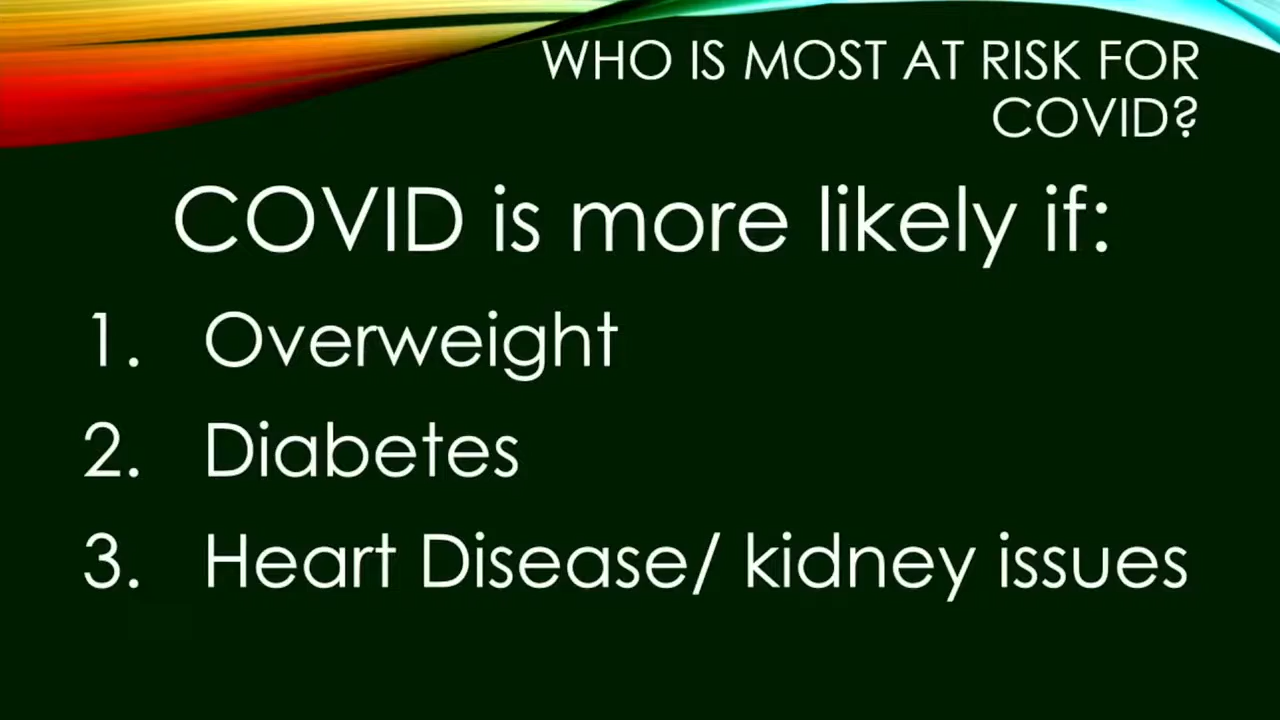 WHO IS MOST AT RISK FOR
COVID?
COVID is more likely if:
1. Overweight
2. Diabetes
3. Heart Disease/ kidney issues